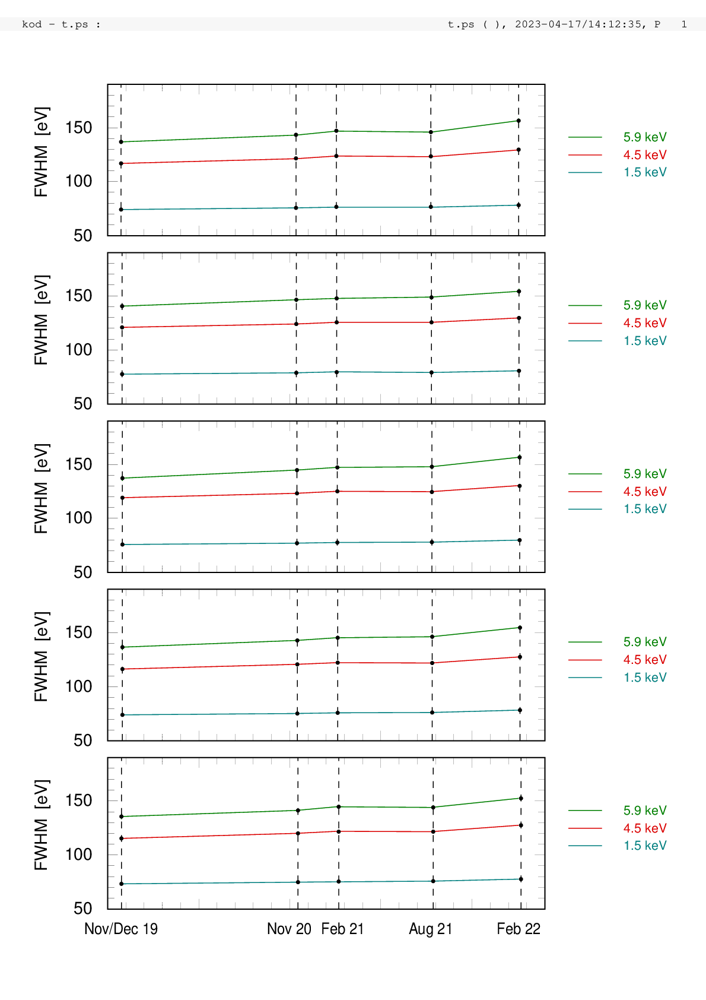 kod - t.ps :
t.ps ( ), 2023-04-17/14:12:35, P 1
FWHM [eV]
150
100
50
5.9 keV
4.5 keV
1.5 keV
FWHM [eV]
150
100
50
5.9 keV
4.5 keV
1.5 keV
FWHM [eV]
150
100
50
5.9 keV
4.5 keV
1.5 keV
FWHM [eV]
150
100
50
5.9 keV
4.5 keV
1.5 keV
FWHM [eV]
150
100
50
5.9 keV
4.5 keV
1.5 keV
Nov/Dec 19 Nov 20 Feb 21 Aug 21 Feb 22